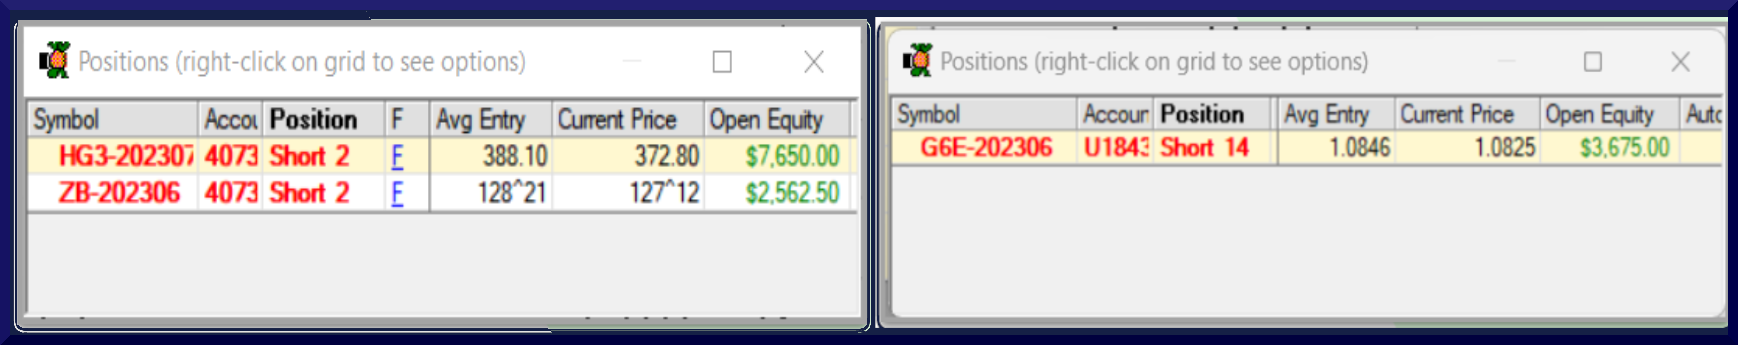 Positions (right-click on grid to see options)
Symbol Accou Position F Avg Entry Current Price Open Equity
HG3-202307 4073 Short 2 F 388.10 372.80 $7,650.00
ZB-202306 4073 Short 2 F 128^21 127^12 $2,562.50
Positions (right-click on grid to see options)
Symbol Accour Position Avg Entry Current Price Open Equity Auto
G6E-202306 U1843 Short 14 1.0846 1.0825 $3,675.00